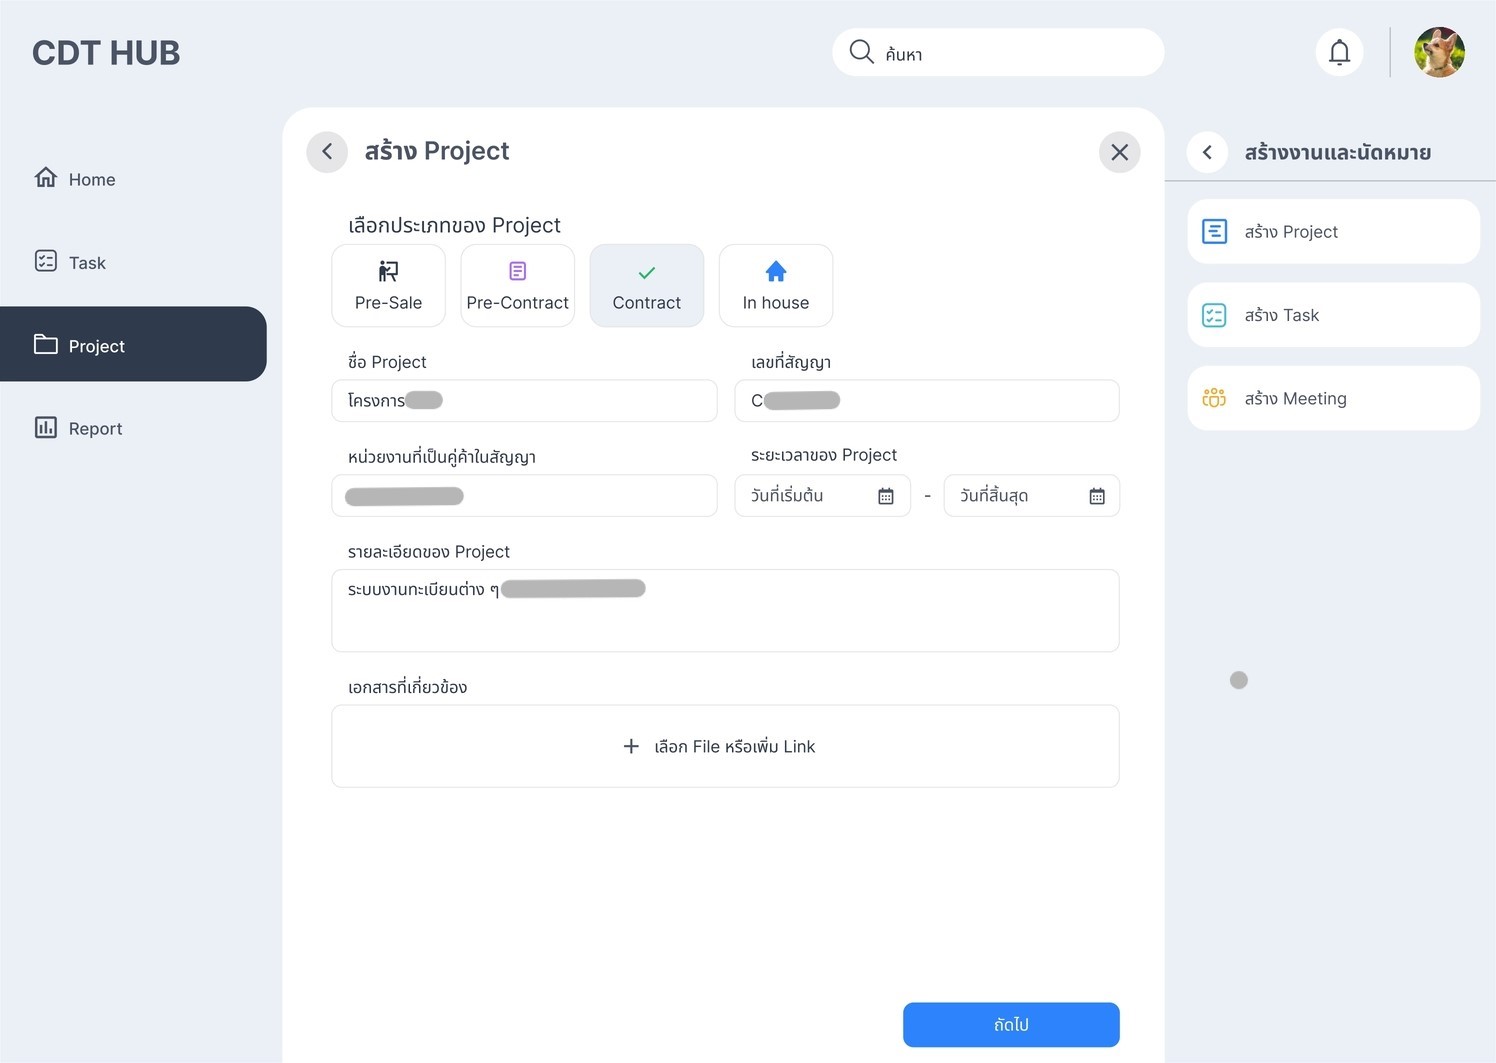 CDT HUB
ค้นหา
Home
Task
Project
Report
สร้าง Project
เลือกประเภทของ Project
Pre-Sale
Pre-Contract
Contract
In house
ชื่อ Project
เลขที่สัญญา
โครงการ
C
หน่วยงานที่เป็นคู่ค้าในสัญญา
ระยะเวลาของ Project
วันที่เริ่มต้น
-
วันที่สิ้นสุด
รายละเอียดของ Project
ระบบงานทะเบียนต่าง ๆ
เอกสารที่เกี่ยวข้อง
เลือก File หรือเพิ่ม Link
ถัดไป
สร้างงานและนัดหมาย
สร้าง Project
สร้าง Task
สร้าง Meeting